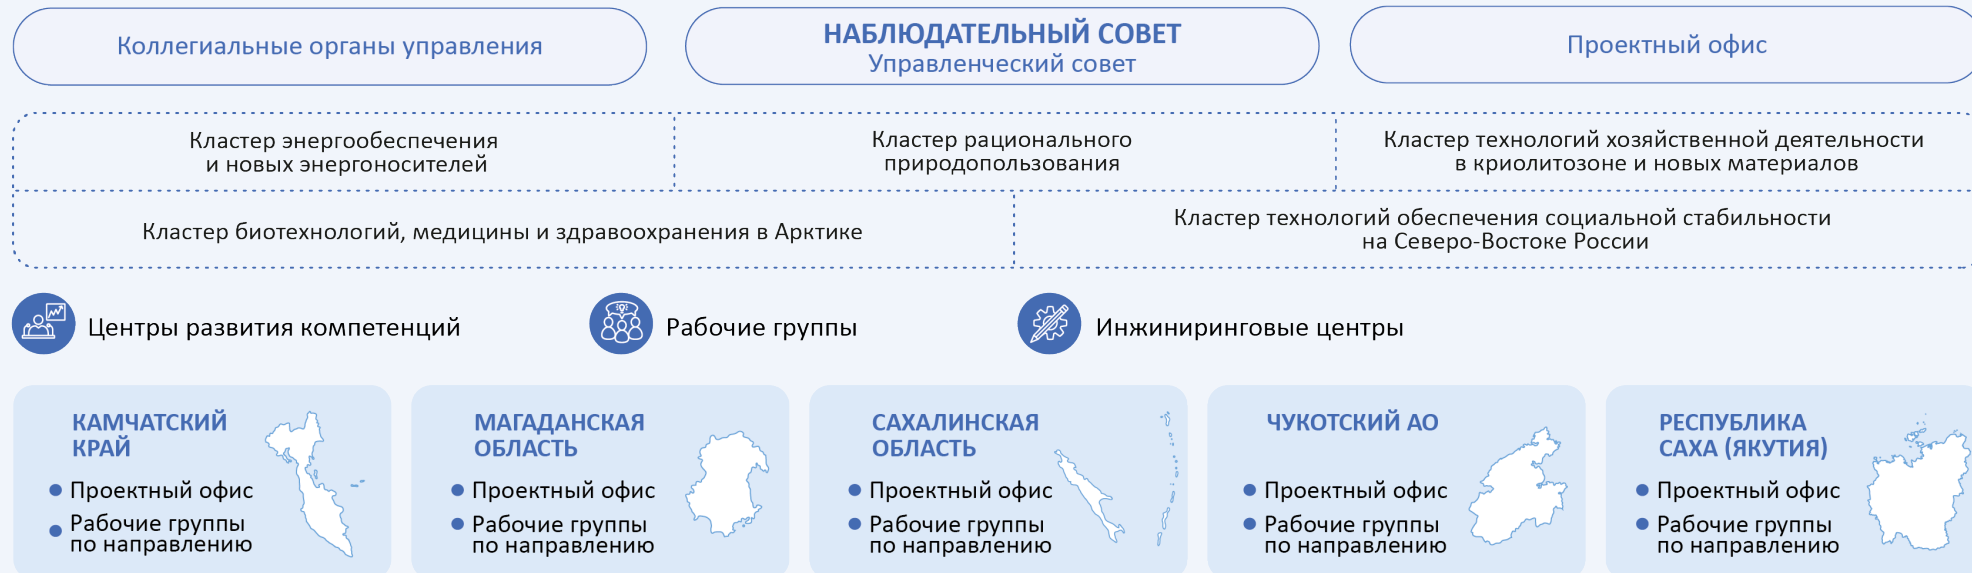 Коллегиальные органы управления
НАБЛЮДАТЕЛЬНЫЙ СОВЕТ
Управленческий совет
Проектный офис
Кластер энергообеспечения
и новых энергоносителей
Кластер рационального
природопользования
Кластер технологий хозяйственной деятельности
в криолитозоне и новых материалов
Кластер биотехнологий, медицины и здравоохранения в Арктике
Кластер технологий обеспечения социальной стабильности
на Северо-Востоке России
Центры развития компетенций
Рабочие группы
Инжиниринговые центры
КАМЧАТСКИЙ
КРАЙ
Проектный офис
Рабочие группы
по направлению
МАГАДАНСКАЯ
ОБЛАСТЬ
Проектный офис
Рабочие группы
по направлению
САХАЛИНСКАЯ
ОБЛАСТЬ
Проектный офис
Рабочие группы
по направлению
ЧУКОТСКИЙ АО
Проектный офис
Рабочие группы
по направлению
РЕСПУБЛИКА
САХА (ЯКУТИЯ)
Проектный офис
Рабочие группы
по направлению